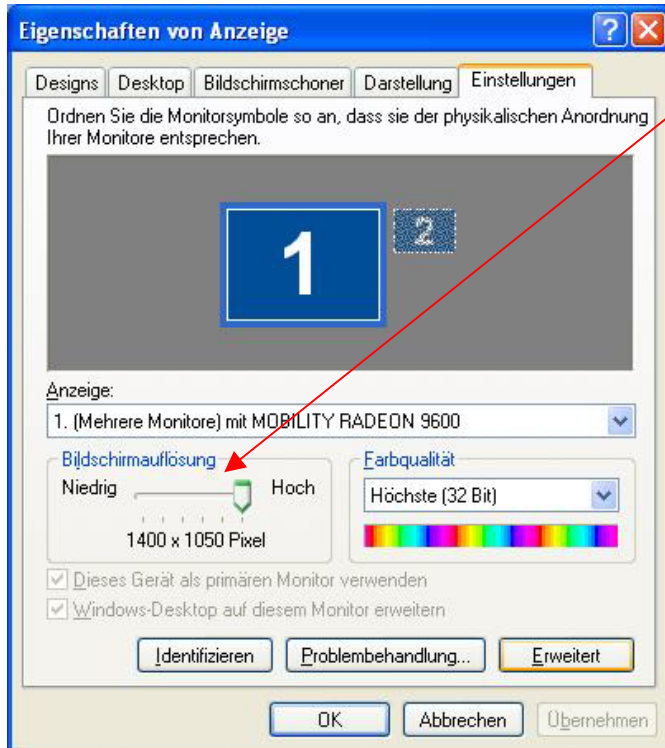 Eigenschaften von Anzeige
Designs Desktop Bildschirmschoner Darstellung Einstellungen
Ordnen Sie die Monitorsymbole so an, dass sie der physikalischen Anordnung
Ihrer Monitore entsprechen.
1 2
Anzeige:
1. (Mehrere Monitore) mit MOBILITY RADEON 9600
Bildschirmauflösung
Niedrig Hoch
1400 x 1050 Pixel
Farbqualität
Höchste (32 Bit)
Dieses Gerät als primären Monitor verwenden
Windows-Desktop auf diesem Monitor erweitern
Identifizieren Problembehandlung... Erweitert
OK Abbrechen Übernehmen